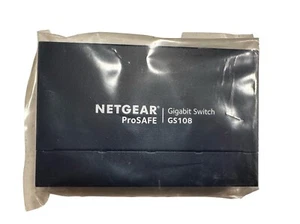 NETGEAR® | Gigabit Switch
ProSAFE | GS108